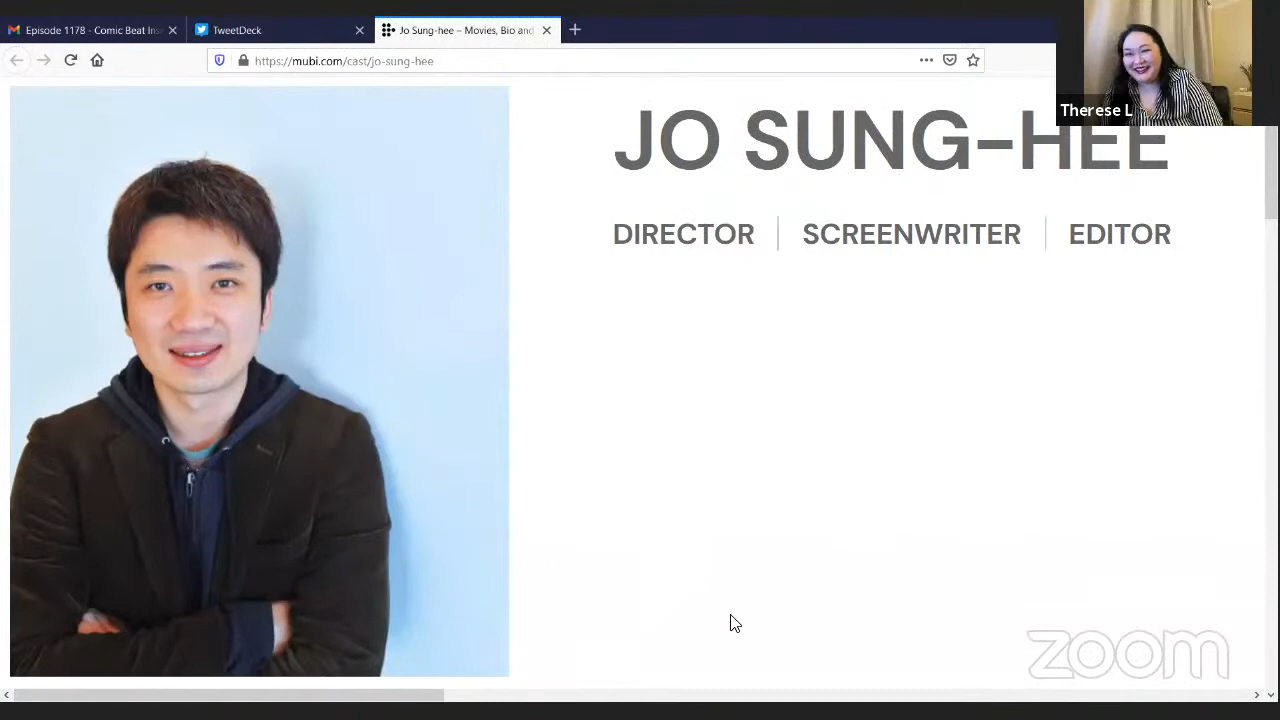 Episode 1178 - Comic Beat Ins
TweetDeck
Jo Sung-hee – Movies, Bio and
https://mubi.com/cast/jo-sung-hee
Therese L
JO SUNG-HEE
DIRECTOR | SCREENWRITER | EDITOR
zoom